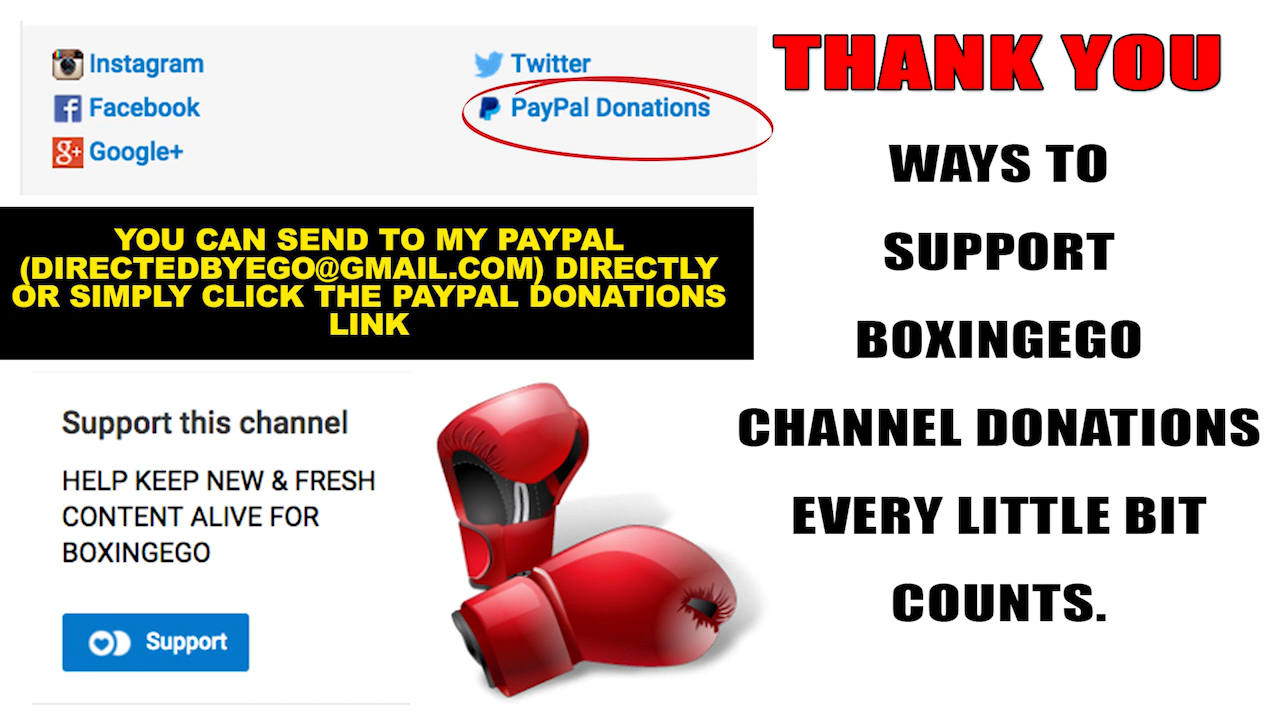 Instagram
Twitter
Facebook
PayPal Donations
Google+
YOU CAN SEND TO MY PAYPAL
(DIRECTEDBYEGO@GMAIL.COM) DIRECTLY
OR SIMPLY CLICK THE PAYPAL DONATIONS
LINK
Support this channel
HELP KEEP NEW & FRESH
CONTENT ALIVE FOR
BOXINGEGO
Support
THANK YOU
WAYS TO
SUPPORT
BOXINGEGO
CHANNEL DONATIONS
EVERY LITTLE BIT
COUNTS.